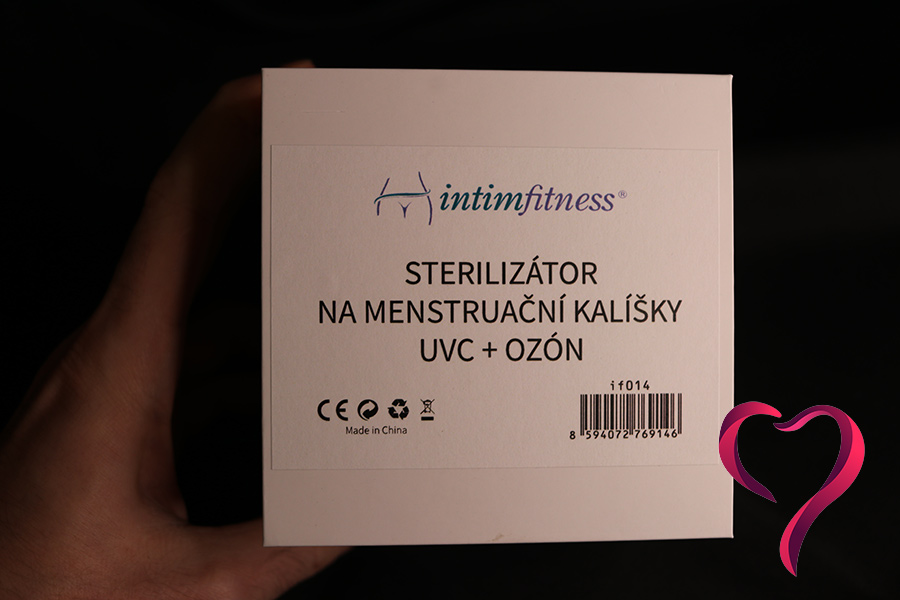 intimfitness®
STERILIZÁTOR
NA MENSTRUAČNÍ KALÍŠKY
UVC + OZÓN
if014
CE
Made in China
8 594072 769146